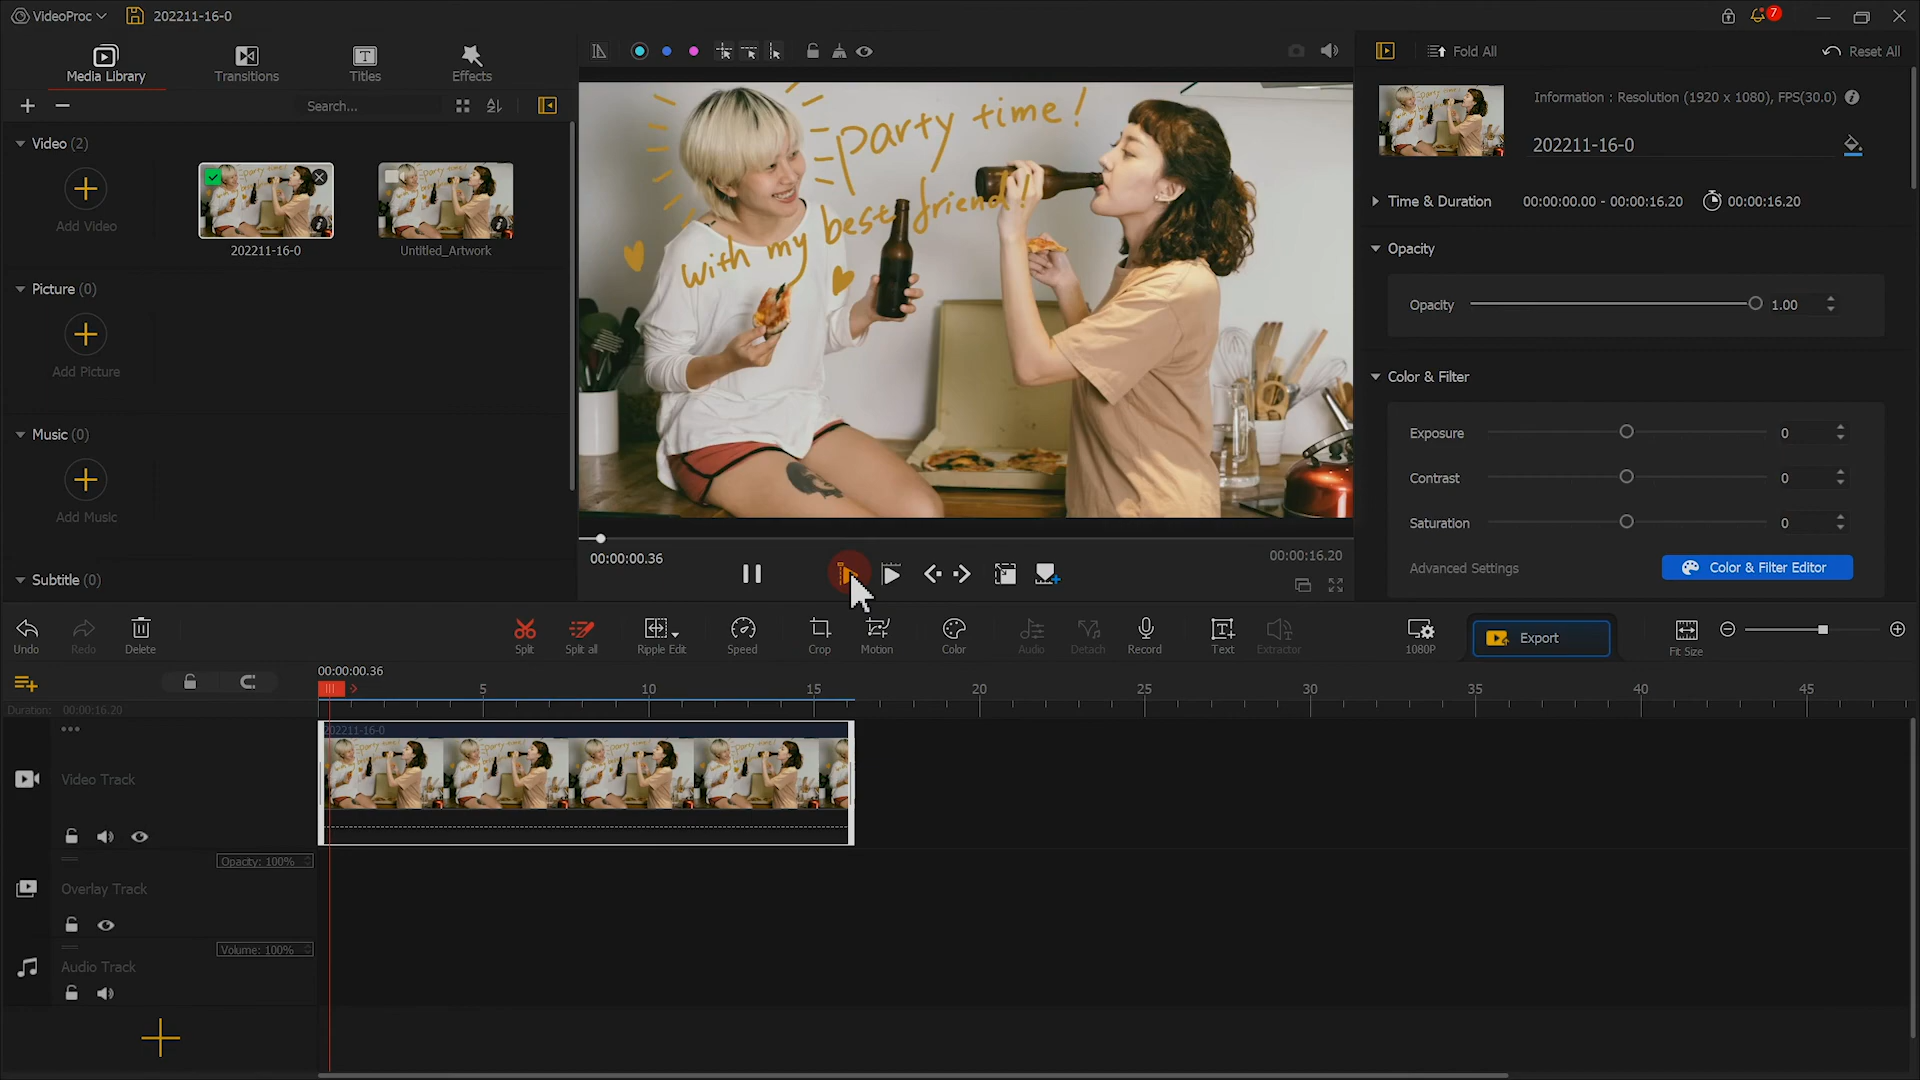 VideoProc
202211-16-0
7
Media Library
Transitions
Titles
Effects
Fold All
Reset All
Search...
Information : Resolution (1920 x 1080), FPS(30.0)
202211-16-0
Video (2)
Add Video
202211-16-0
Untitled_Artwork
party time!
with my best friend!
Time & Duration
00:00:00.00 - 00:00:16.20
00:00:16.20
Opacity
Opacity
1.00
Picture (0)
Add Picture
Color & Filter
Exposure
0
Contrast
0
Saturation
0
Advanced Settings
Color & Filter Editor
Music (0)
Add Music
Subtitle (0)
00:00:00.36
00:00:16.20
Undo
Redo
Delete
Split
Split all
Ripple Edit
Speed
Crop
Motion
Color
Audio
Detach
Record
Text
Extractor
1080P
Export
Fit Size
00:00:00.36
5
10
15
20
25
30
35
40
45
Duration: 00:00:16.20
202211-16-0
Video Track
Opacity: 100%
Overlay Track
Volume: 100%
Audio Track